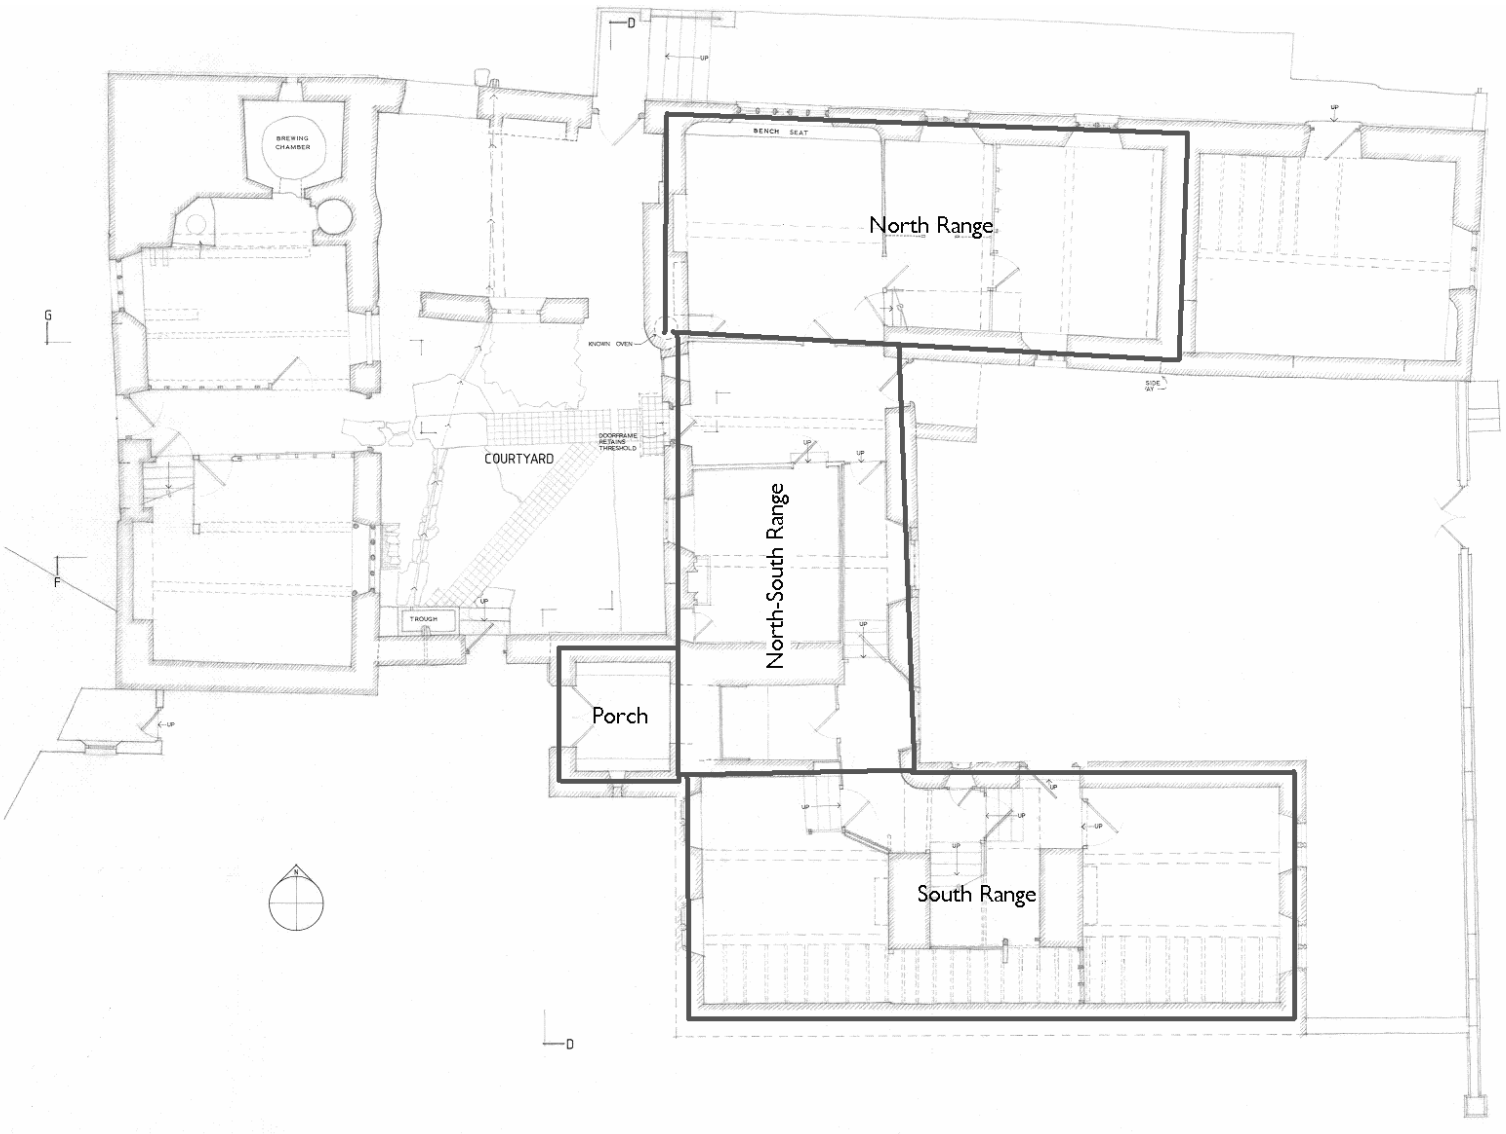 D
UP
UP
BENCH SEAT
BREWING
CHAMBER
North Range
G
KNOWN OVEN
SIDE
DOORFRAME
RETAINS
THRESHOLD
COURTYARD
UP
UP
North-South Range
F
UP
TROUGH
UP
Porch
UP
UP
UP
UP
UP
UP
N
South Range
D